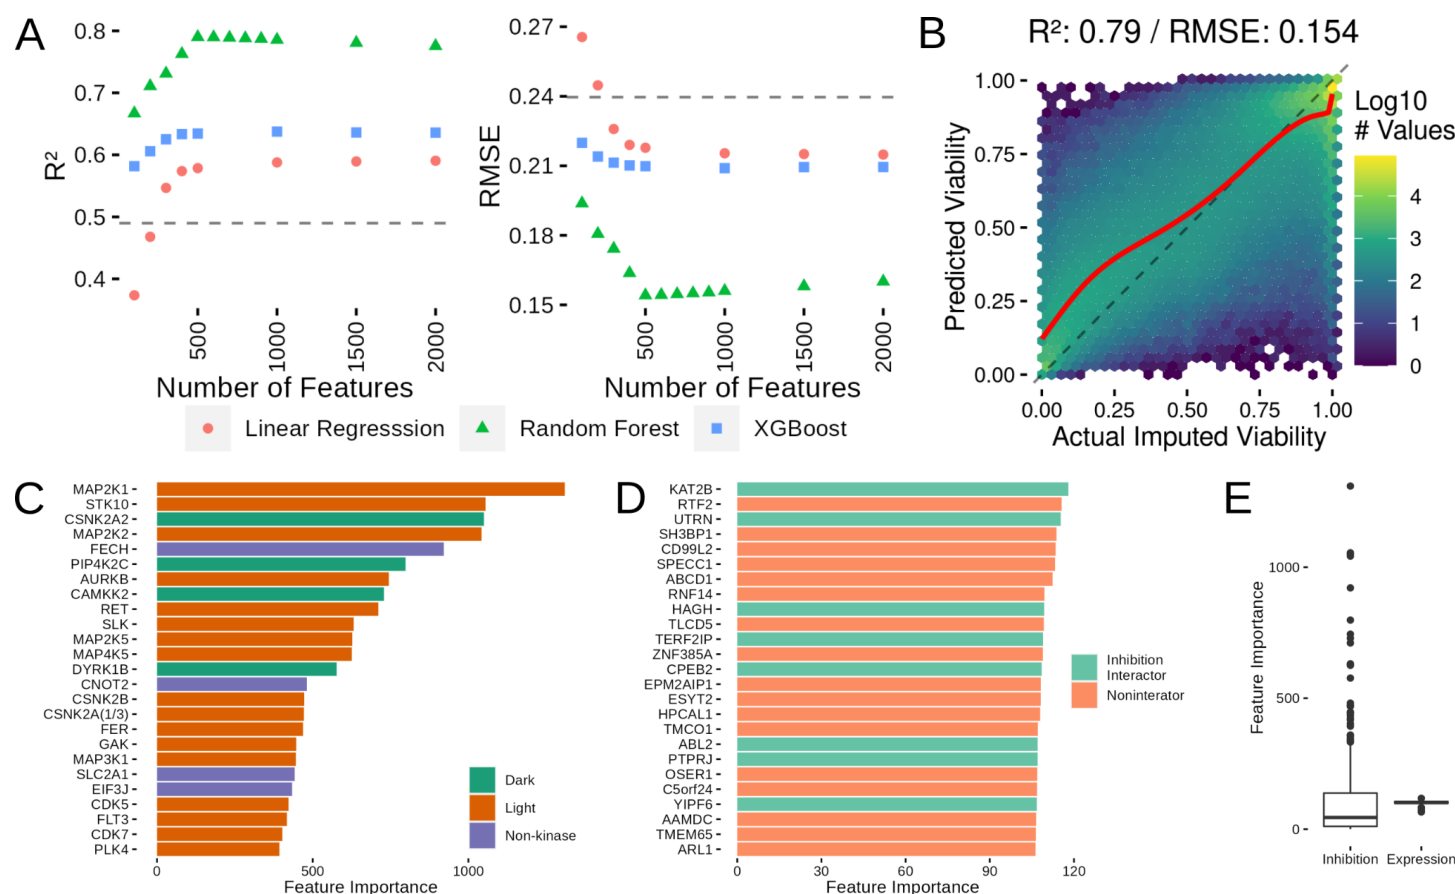 A
0.8
0.7
0.6
0.5
0.4
R²
500
1000
1500
2000
Number of Features
0.27
0.24
0.21
0.18
0.15
RMSE
500
1000
1500
2000
Number of Features
Linear Regresssion
Random Forest
XGBoost
B
R²: 0.79 / RMSE: 0.154
1.00
0.75
0.50
0.25
0.00
Predicted Viability
0.00 0.25 0.50 0.75 1.00
Actual Imputed Viability
Log10
# Values
4
3
2
1
0
C
MAP2K1
STK10
CSNK2A2
MAP2K2
FECH
PIP4K2C
AURKB
CAMKK2
RET
SLK
MAP2K5
MAP4K5
DYRK1B
CNOT2
CSNK2B
CSNK2A(1/3)
FER
GAK
MAP3K1
SLC2A1
EIF3J
CDK5
FLT3
CDK7
PLK4
0 500 1000
Feature Importance
Dark
Light
Non-kinase
D
KAT2B
RTF2
UTRN
SH3BP1
CD99L2
SPECC1
ABCD1
RNF14
HAGH
TLCD5
TERF2IP
ZNF385A
CPEB2
EPM2AIP1
ESYT2
HPCAL1
TMCO1
ABL2
PTPRJ
OSER1
C5orf24
YIPF6
AAMDC
TMEM65
ARL1
0 30 60 90 120
Feature Importance
Inhibition
Interactor
Noninterator
E
1000
500
0
Feature Importance
Inhibition Expression